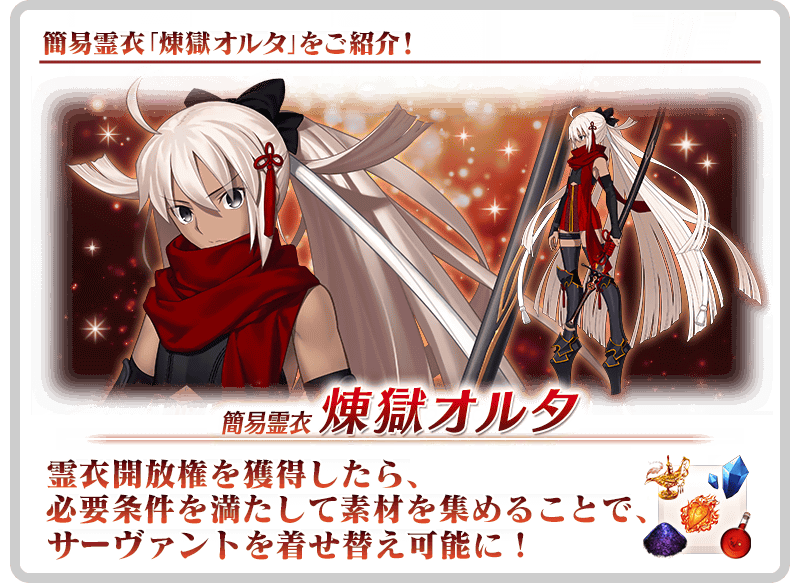 簡易霊衣「煉獄オルタ」をご紹介!
簡易霊衣 煉獄オルタ
霊衣開放権を獲得したら、
必要条件を満たして素材を集めることで、
サーヴァントを着せ替え可能に!